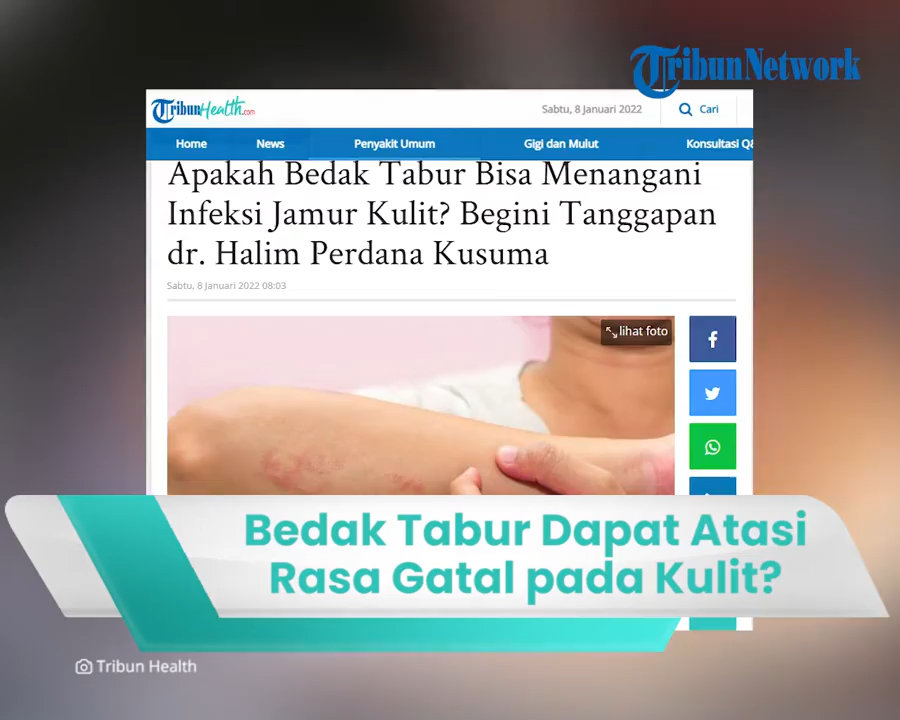 TribunNetwork
TribunHealth.com
Sabtu, 8 Januari 2022
Cari
Home
News
Penyakit Umum
Gigi dan Mulut
Konsultasi Q&
Apakah Bedak Tabur Bisa Menangani
Infeksi Jamur Kulit? Begini Tanggapan
dr. Halim Perdana Kusuma
Sabtu, 8 Januari 2022 08:03
lihat foto
Bedak Tabur Dapat Atasi
Rasa Gatal pada Kulit?
Tribun Health